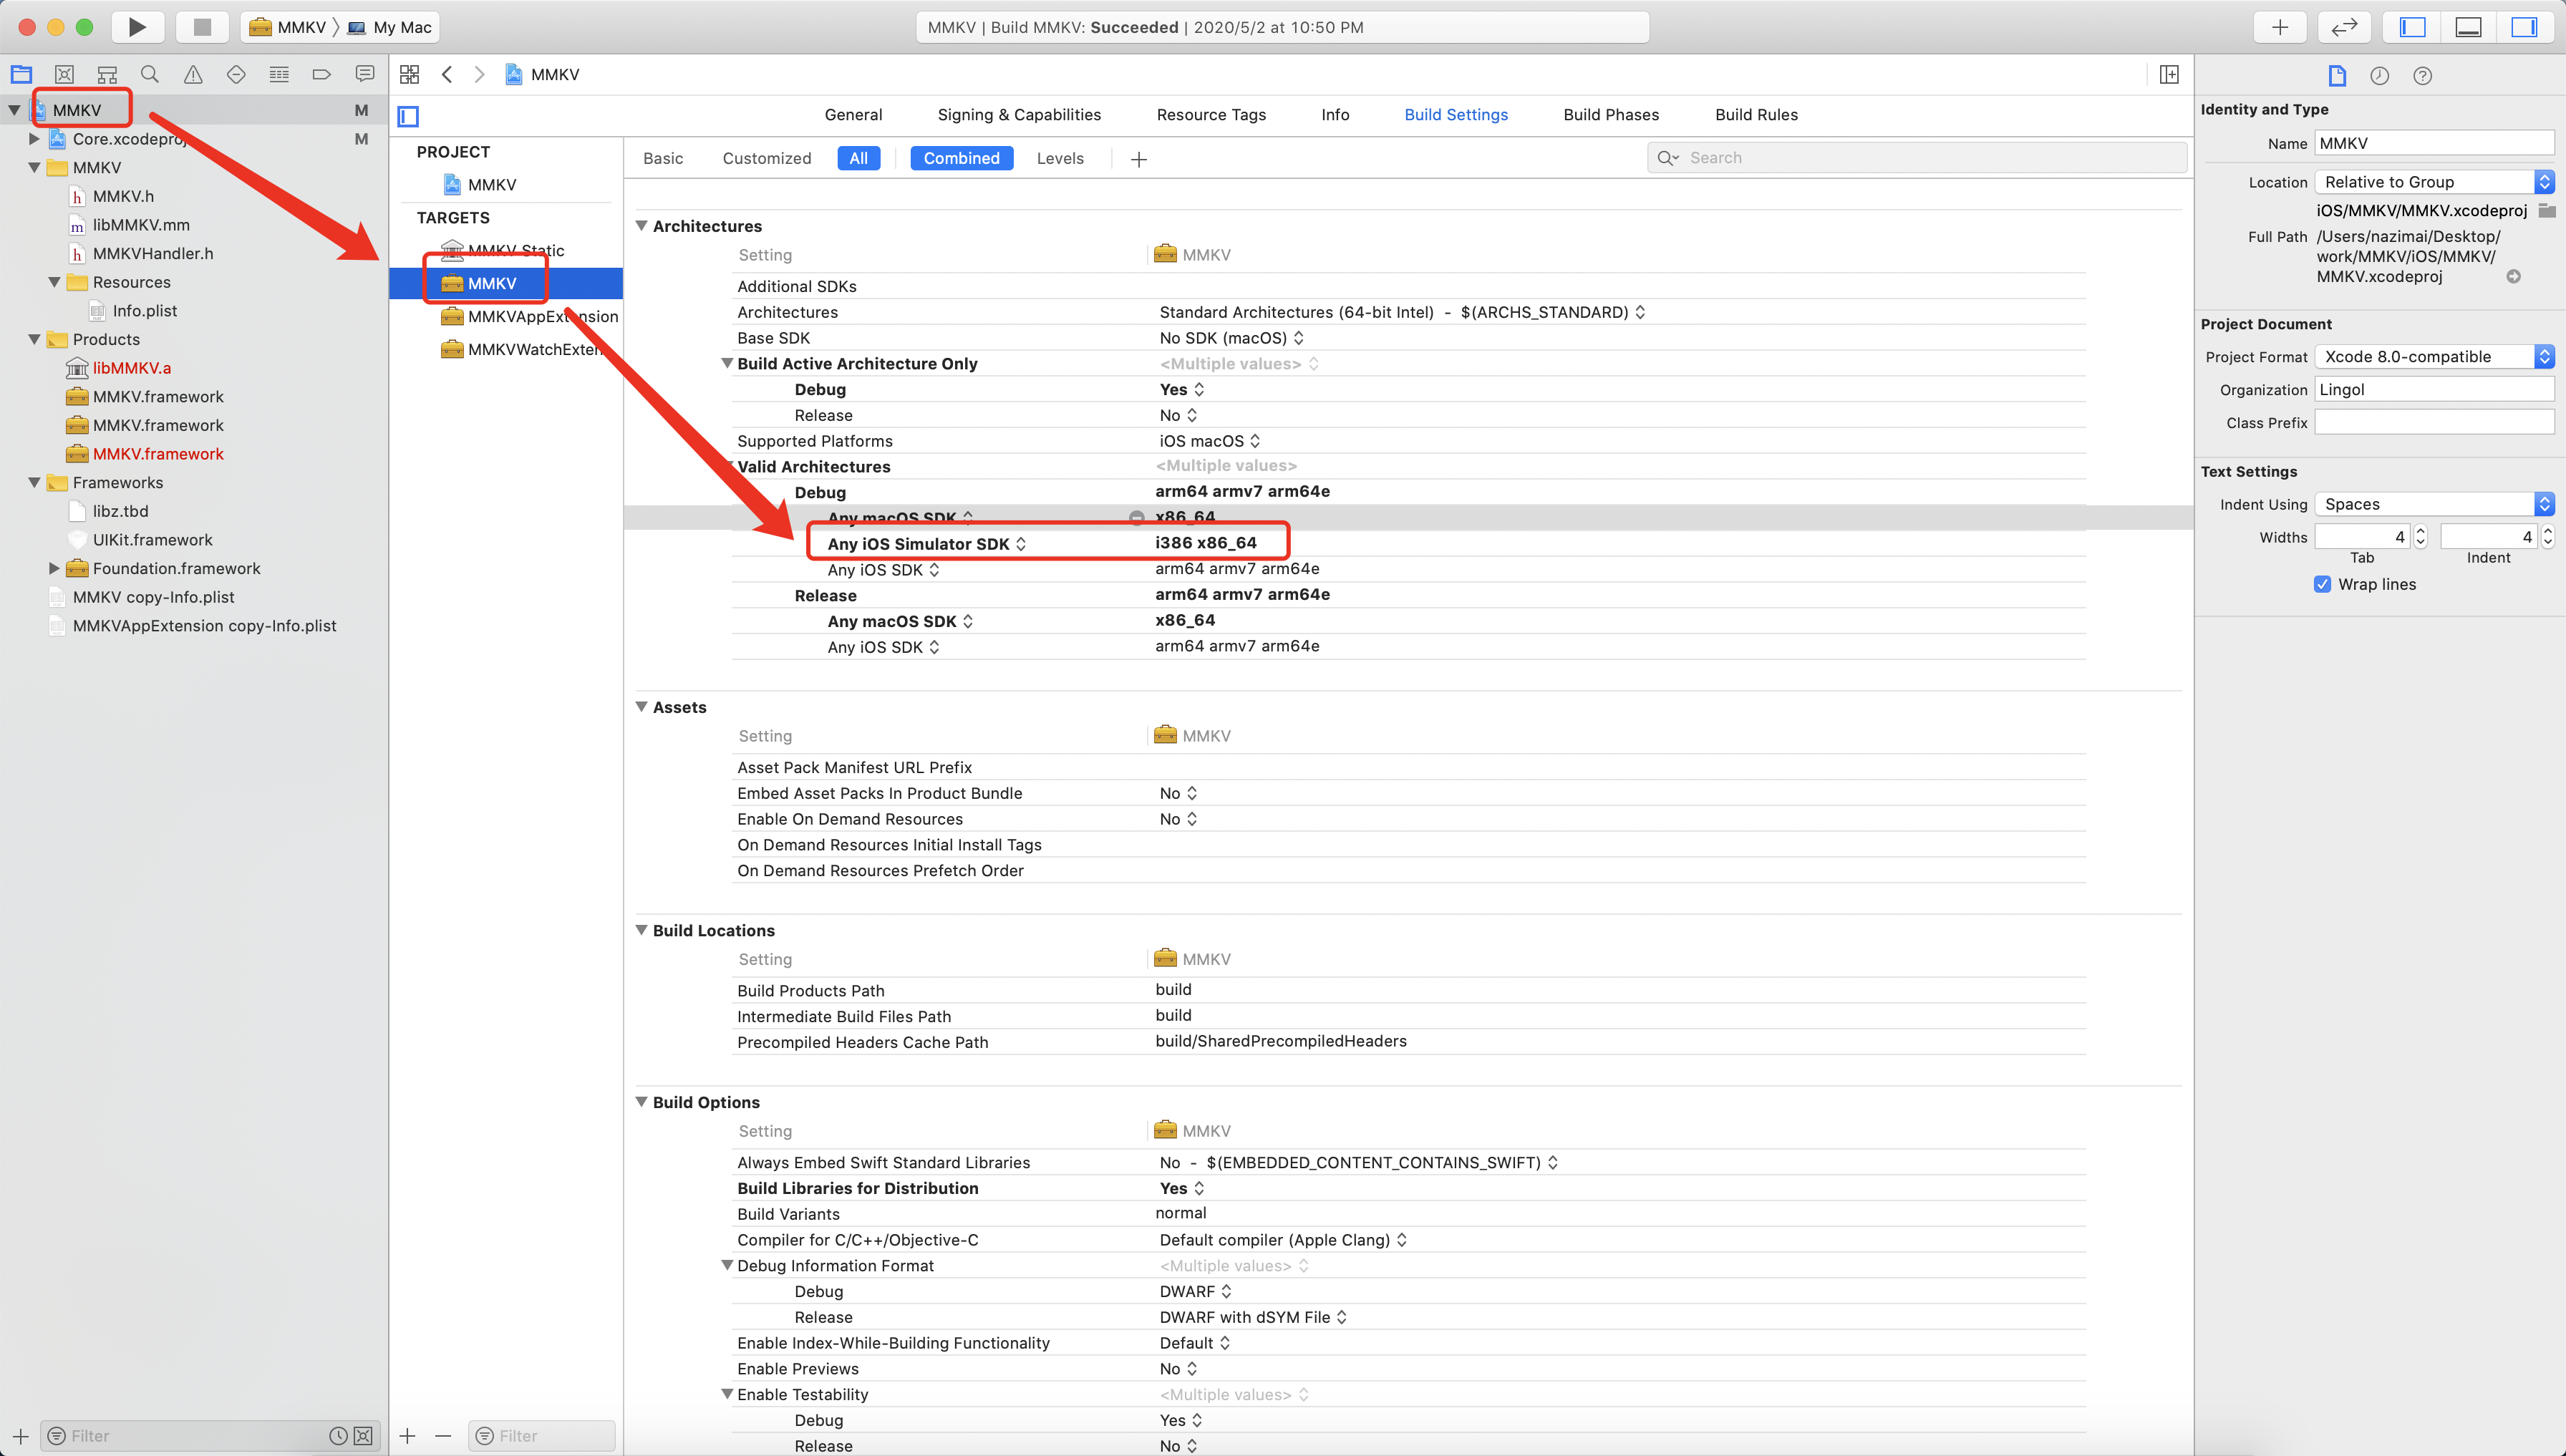 MMKV 〉 My Mac
MMKV | Build MMKV: Succeeded | 2020/5/2 at 10:50 PM
MMKV M
Core.xcodeproj M
MMKV
MMKV.h
libMMKV.mm
MMKVHandler.h
Resources
Info.plist
Products
libMMKV.a
MMKV.framework
MMKV.framework
MMKV.framework
Frameworks
libz.tbd
UIKit.framework
Foundation.framework
MMKV copy-Info.plist
MMKVAppExtension copy-Info.plist
Filter
MMKV
General Signing & Capabilities Resource Tags Info Build Settings Build Phases Build Rules
PROJECT
MMKV
TARGETS
MMKV Static
MMKV
MMKVAppExtension
MMKVWatchExten
Filter
Basic Customized All Combined Levels + Search
Architectures
Setting MMKV
Additional SDKs
Architectures Standard Architectures (64-bit Intel) - $(ARCHS_STANDARD)
Base SDK No SDK (macOS)
Build Active Architecture Only <Multiple values>
Debug Yes
Release No
Supported Platforms iOS macOS
Valid Architectures <Multiple values>
Debug arm64 armv7 arm64e
Any macOS SDK x86_64
Any iOS Simulator SDK i386 x86_64
Any iOS SDK arm64 armv7 arm64e
Release arm64 armv7 arm64e
Any macOS SDK x86_64
Any iOS SDK arm64 armv7 arm64e
Assets
Setting MMKV
Asset Pack Manifest URL Prefix
Embed Asset Packs In Product Bundle No
Enable On Demand Resources No
On Demand Resources Initial Install Tags
On Demand Resources Prefetch Order
Build Locations
Setting MMKV
Build Products Path build
Intermediate Build Files Path build
Precompiled Headers Cache Path build/SharedPrecompiledHeaders
Build Options
Setting MMKV
Always Embed Swift Standard Libraries No - $(EMBEDDED_CONTENT_CONTAINS_SWIFT)
Build Libraries for Distribution Yes
Build Variants normal
Compiler for C/C++/Objective-C Default compiler (Apple Clang)
Debug Information Format <Multiple values>
Debug DWARF
Release DWARF with dSYM File
Enable Index-While-Building Functionality Default
Enable Previews No
Enable Testability <Multiple values>
Debug Yes
Release No
Identity and Type
Name MMKV
Location Relative to Group
iOS/MMKV/MMKV.xcodeproj
Full Path /Users/nazimai/Desktop/
work/MMKV/iOS/MMKV/
MMKV.xcodeproj
Project Document
Project Format Xcode 8.0-compatible
Organization Lingol
Class Prefix
Text Settings
Indent Using Spaces
Widths 4 4
Tab Indent
Wrap lines